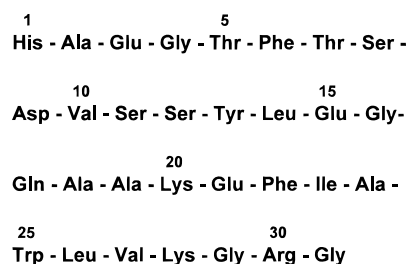 1 5
His - Ala - Glu - Gly - Thr - Phe - Thr - Ser -
10 15
Asp - Val - Ser - Ser - Tyr - Leu - Glu - Gly-
20
Gln - Ala - Ala - Lys - Glu - Phe - Ile - Ala -
25 30
Trp - Leu - Val - Lys - Gly - Arg - Gly